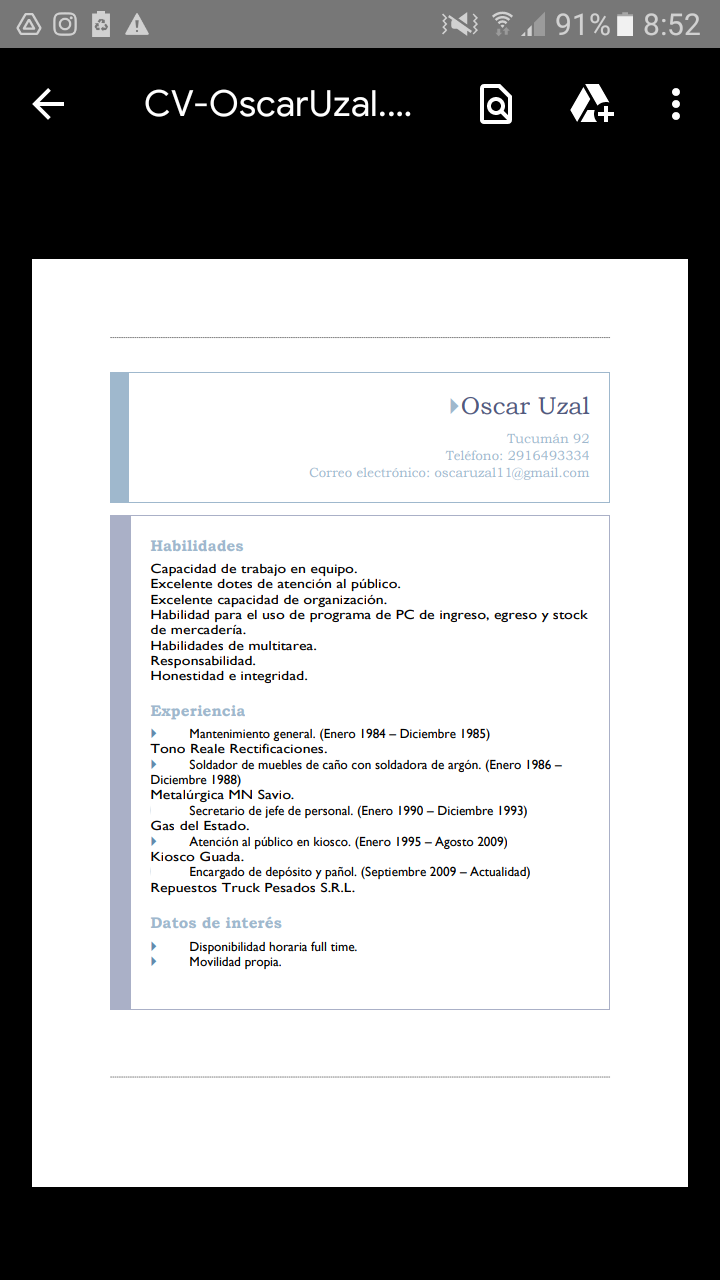 91% 8:52
CV-OscarUzal....
Oscar Uzal
Tucumán 92
Teléfono: 2916493334
Correo electrónico: oscaruzal11@gmail.com
Habilidades
Capacidad de trabajo en equipo.
Excelente dotes de atención al público.
Excelente capacidad de organización.
Habilidad para el uso de programa de PC de ingreso, egreso y stock
de mercadería.
Habilidades de multitarea.
Responsabilidad.
Honestidad e integridad.
Experiencia
Mantenimiento general. (Enero 1984 – Diciembre 1985)
Tono Reale Rectificaciones.
Soldador de muebles de caño con soldadora de argón. (Enero 1986 –
Diciembre 1988)
Metalúrgica MN Savio.
Secretario de jefe de personal. (Enero 1990 – Diciembre 1993)
Gas del Estado.
Atención al público en kiosco. (Enero 1995 – Agosto 2009)
Kiosco Guada.
Encargado de depósito y pañol. (Septiembre 2009 – Actualidad)
Repuestos Truck Pesados S.R.L.
Datos de interés
Disponibilidad horaria full time.
Movilidad propia.